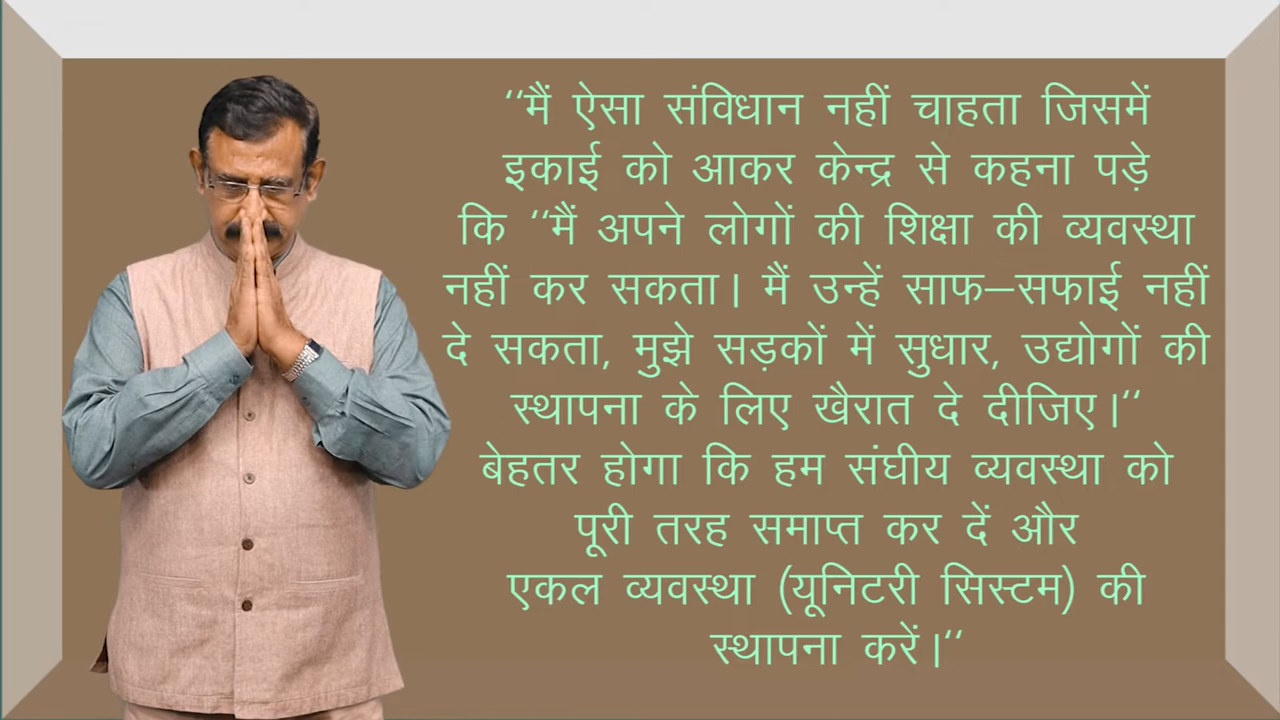 ‘‘मैं ऐसा संविधान नहीं चाहता जिसमें
इकाई को आकर केन्द्र से कहना पड़े
कि ‘‘मैं अपने लोगों की शिक्षा की व्यवस्था
नहीं कर सकता। मैं उन्हें साफ–सफाई नहीं
दे सकता, मुझे सड़कों में सुधार, उद्योगों की
स्थापना के लिए खैरात दे दीजिए।‘‘
बेहतर होगा कि हम संघीय व्यवस्था को
पूरी तरह समाप्त कर दें और
एकल व्यवस्था (यूनिटरी सिस्टम) की
स्थापना करें।‘‘